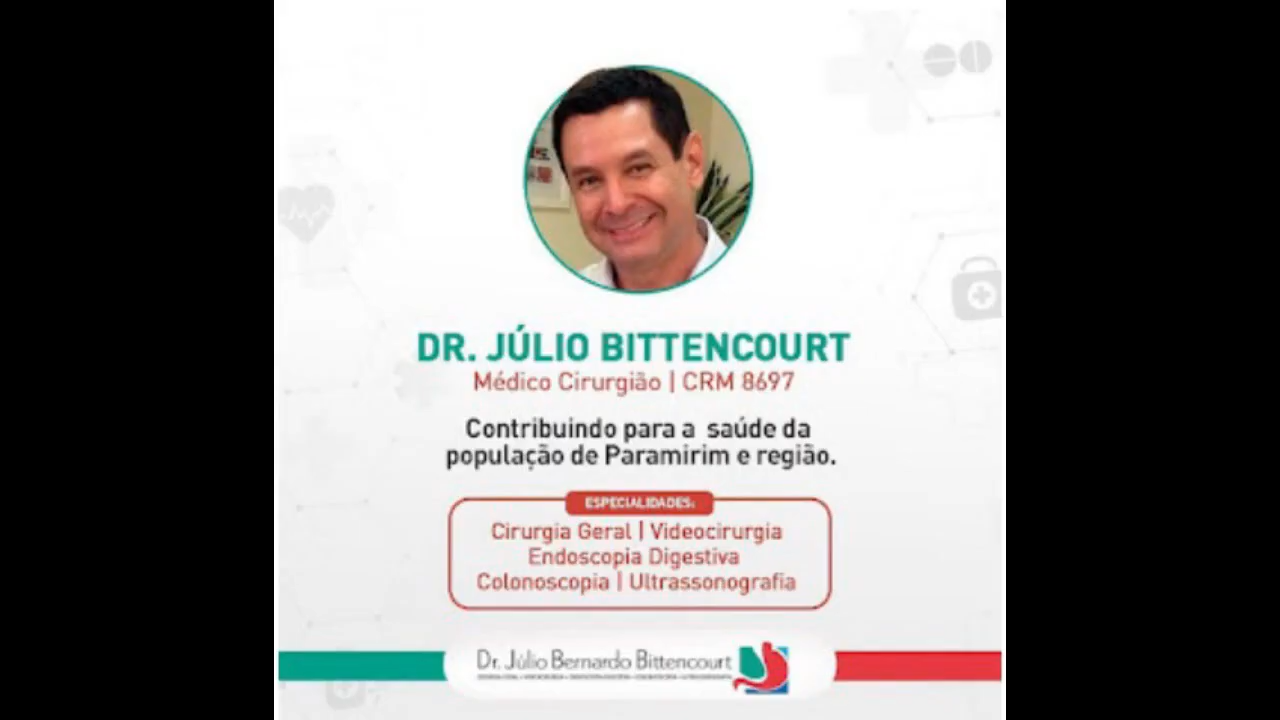 DR. JÚLIO BITTENCOURT
Médico Cirurgião | CRM 8697
Contribuindo para a saúde da
população de Paramirim e região.
ESPECIALIDADES:
Cirurgia Geral | Videocirurgia
Endoscopia Digestiva
Colonoscopia | Ultrassonografia
Dr. Júlio Bernardo Bittencourt